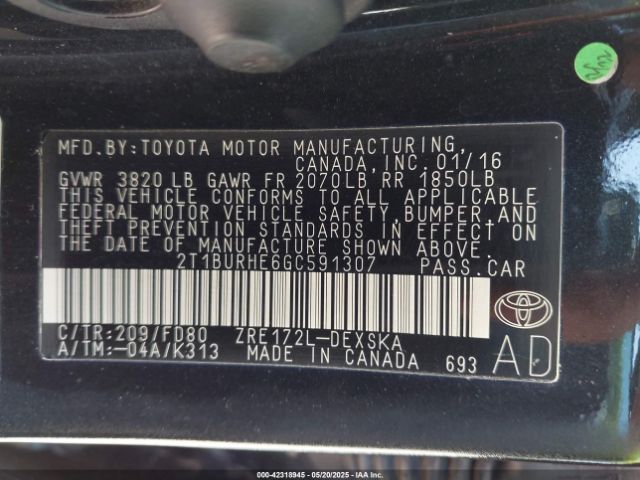 MFD.BY:TOYOTA MOTOR MANUFACTURING,
CANADA,INC. 01/16
GVWR 3820 LB GAWR FR 2070LB RR 1850LB
THIS VEHICLE CONFORMS TO ALL APPLICABLE
FEDERAL MOTOR VEHICLE SAFETY,BUMPER,AND
THEFT PREVENTION STANDARDS IN EFFECT ON
THE DATE OF MANUFACTURE SHOWN ABOVE.
2T1BURHE6GC591307 PASS.CAR
C/TR:209/FD80 ZRE172L-DEXSKA
A/TM:-04A/K313 MADE IN CANADA 693
AD
000-42318945 - 05/20/2025 - IAA Inc.